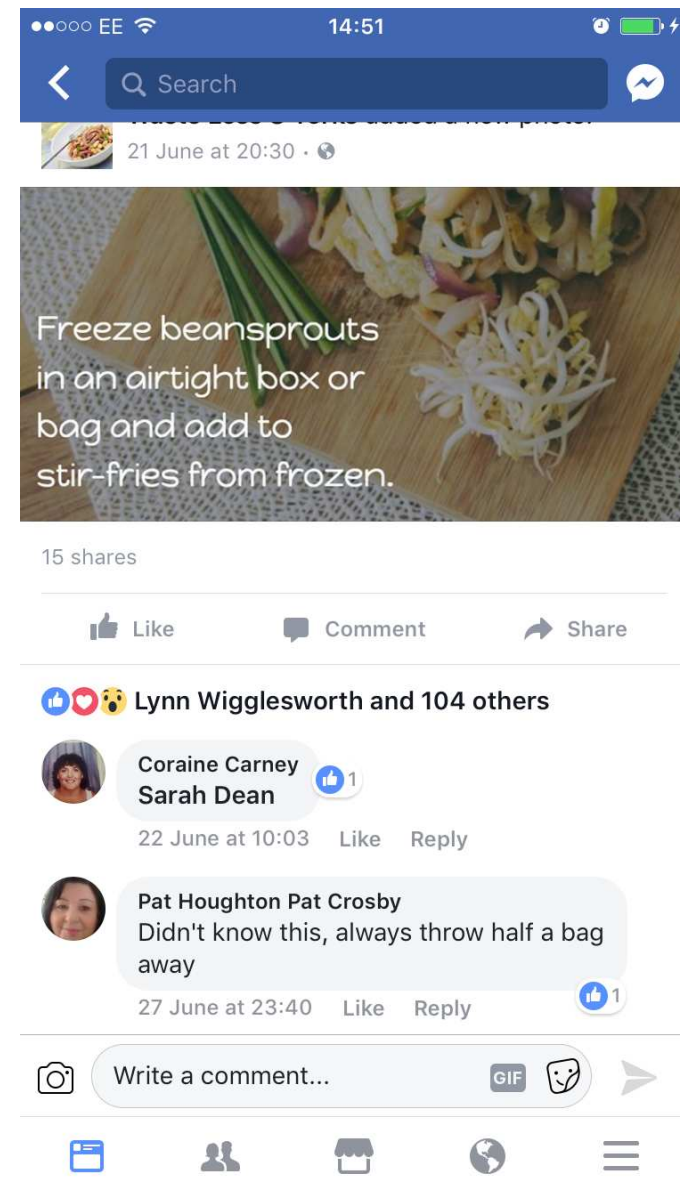 EE 14:51
Search
21 June at 20:30
Freeze beansprouts
in an airtight box or
bag and add to
stir-fries from frozen.
15 shares
Like Comment Share
Lynn Wigglesworth and 104 others
Coraine Carney
Sarah Dean
1
22 June at 10:03 Like Reply
Pat Houghton Pat Crosby
Didn't know this, always throw half a bag
away
1
27 June at 23:40 Like Reply
Write a comment... GIF